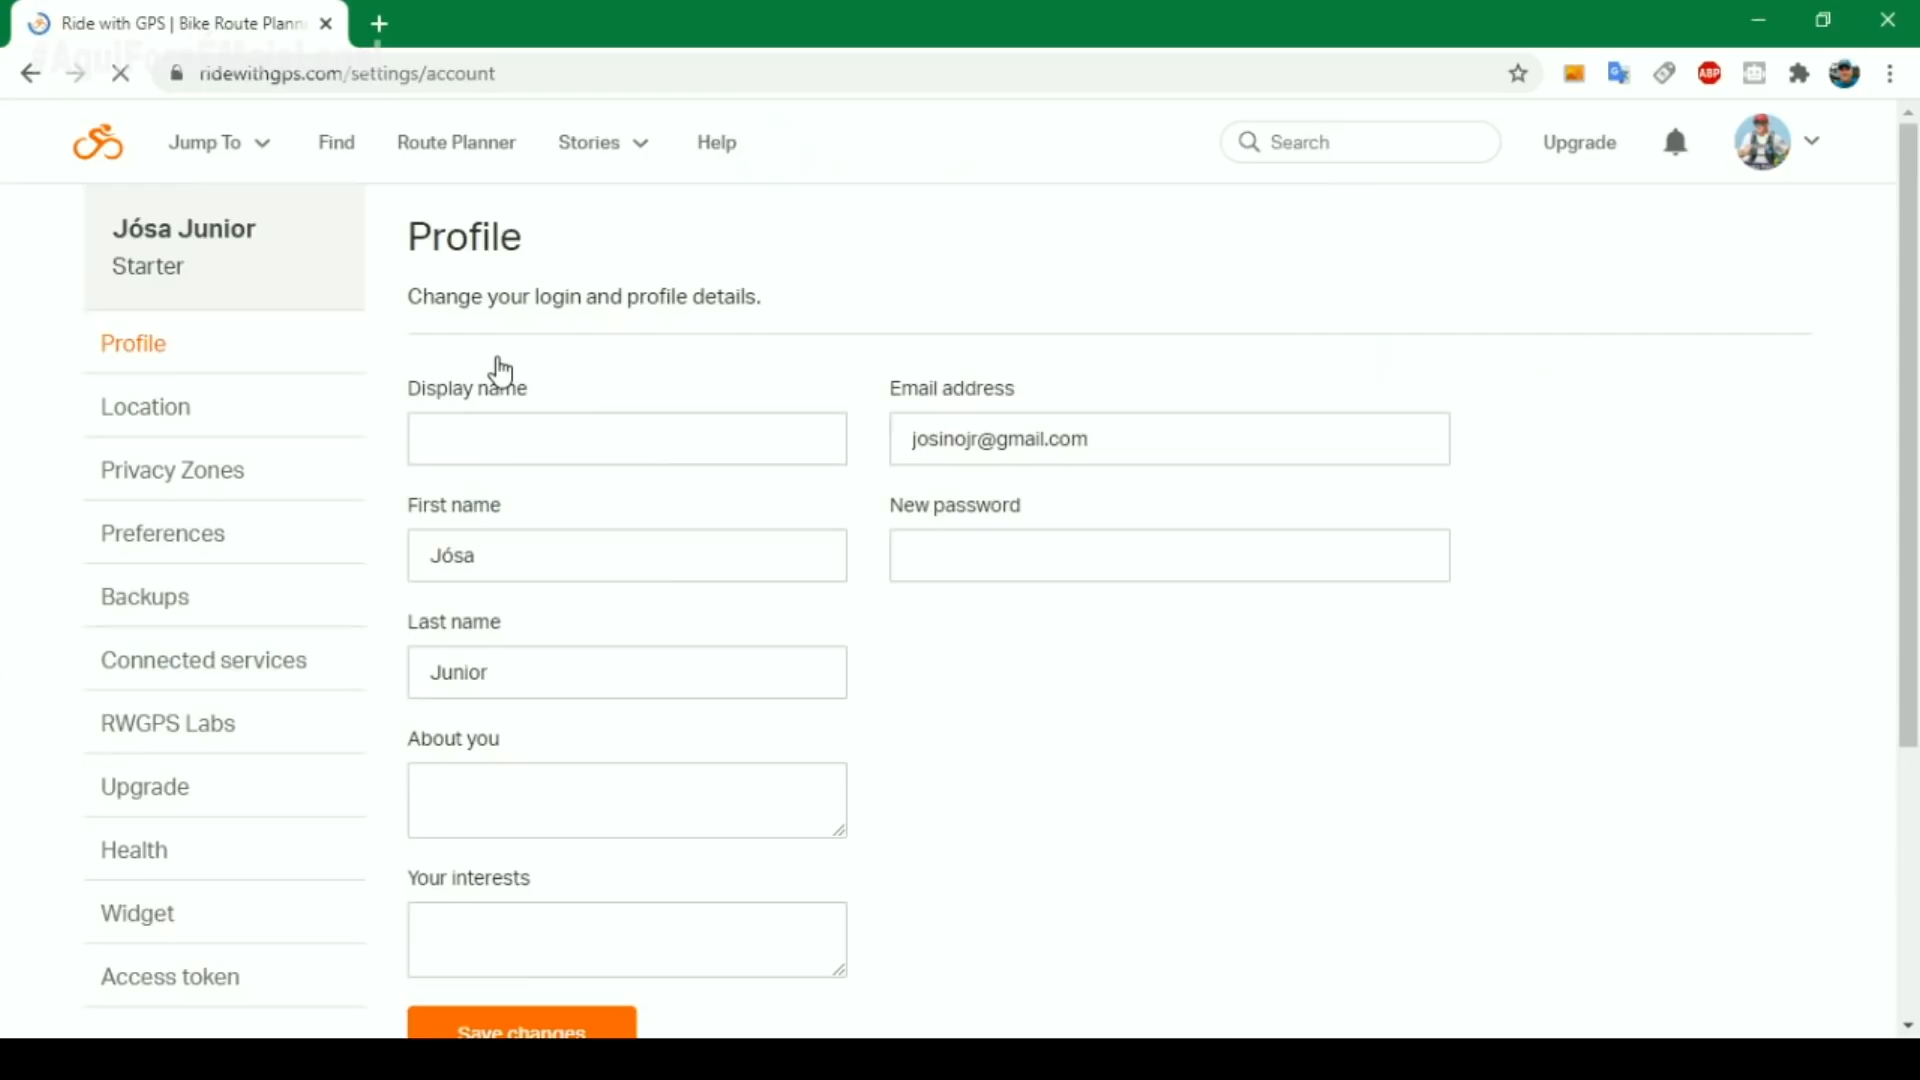 Ride with GPS | Bike Route Plann
ridewithgps.com/settings/account
ABP
Jump To
Find
Route Planner
Stories
Help
Search
Upgrade
Jósa Junior
Starter
Profile
Location
Privacy Zones
Preferences
Backups
Connected services
RWGPS Labs
Upgrade
Health
Widget
Access token
Profile
Change your login and profile details.
Display name
Email address
josinojr@gmail.com
First name
New password
Jósa
Last name
Junior
About you
Your interests
Save changes